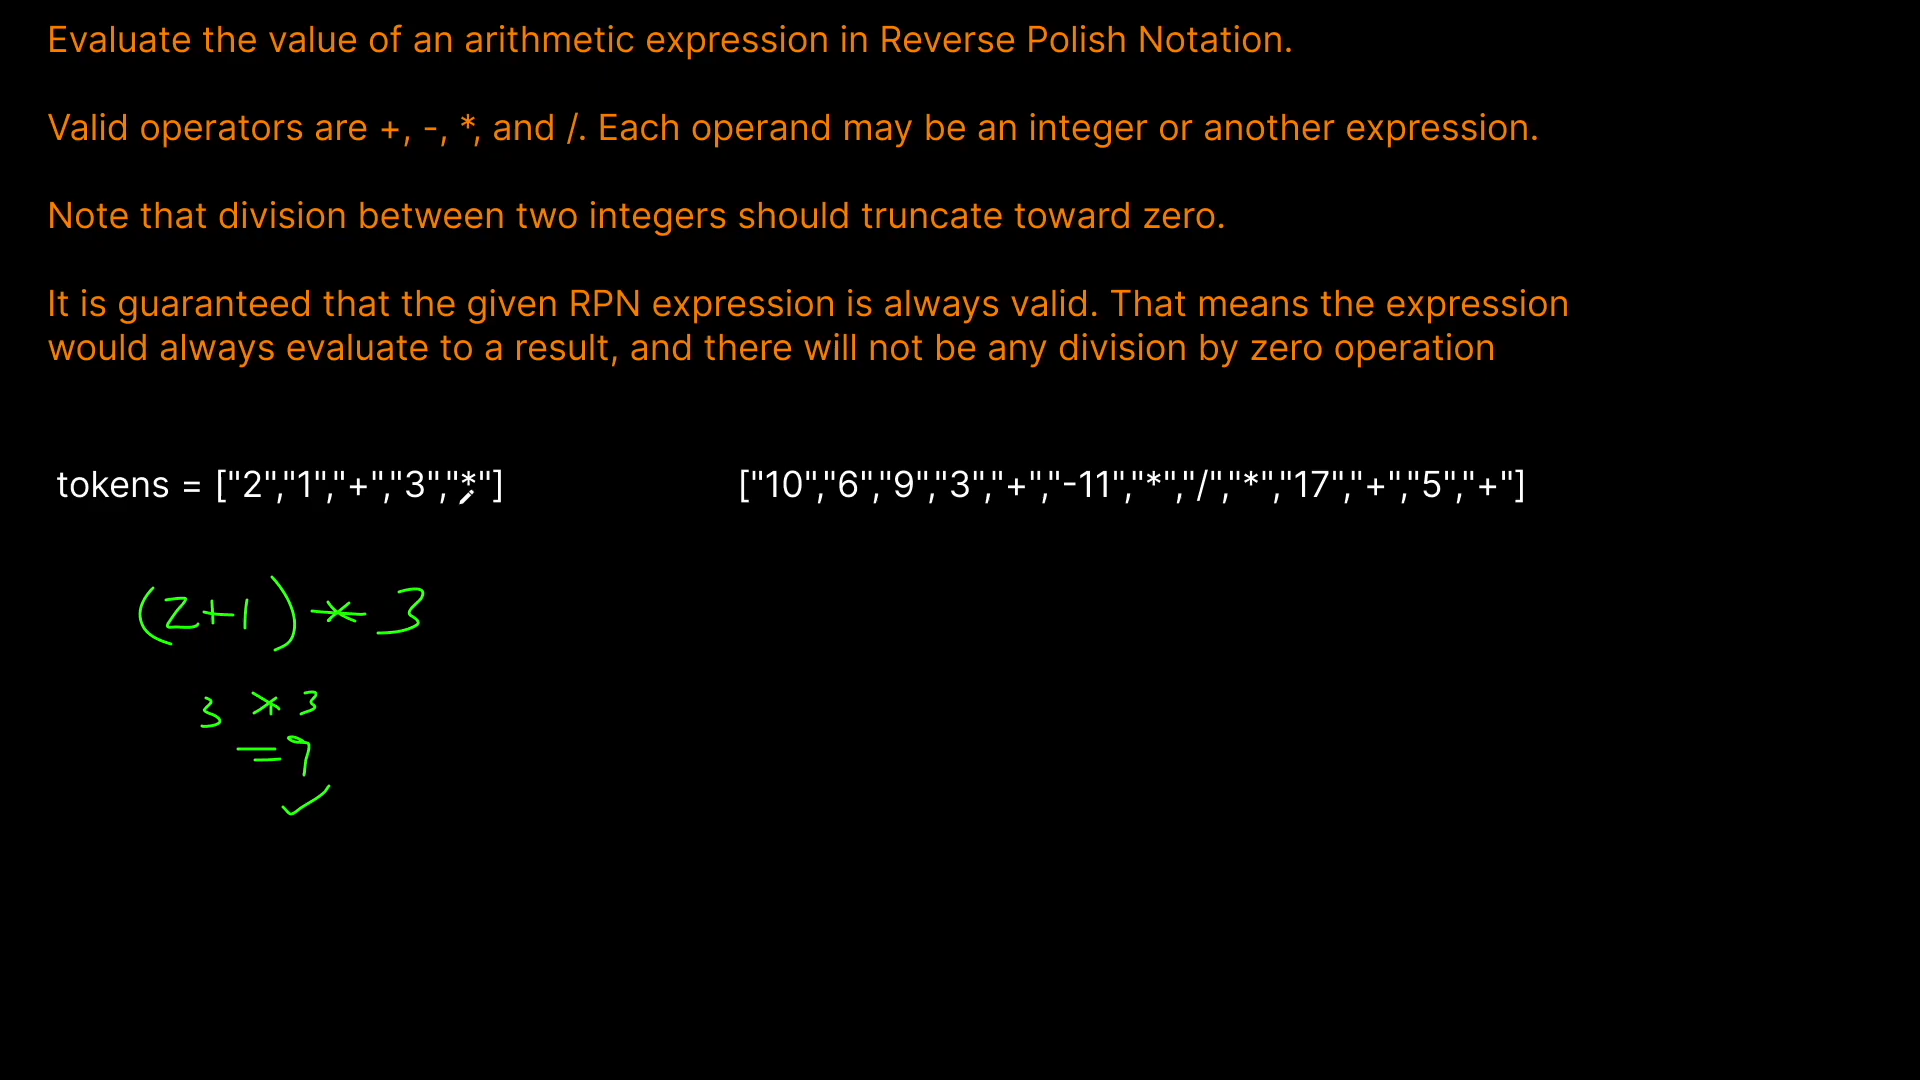 Evaluate the value of an arithmetic expression in Reverse Polish Notation.
Valid operators are +, -, *, and /. Each operand may be an integer or another expression.
Note that division between two integers should truncate toward zero.
It is guaranteed that the given RPN expression is always valid. That means the expression
would always evaluate to a result, and there will not be any division by zero operation
tokens = ["2","1","+","3","*"]
["10","6","9","3","+","-11","*","/","*","17","+","5","+"]
(2+1) * 3
3 * 3
= 9